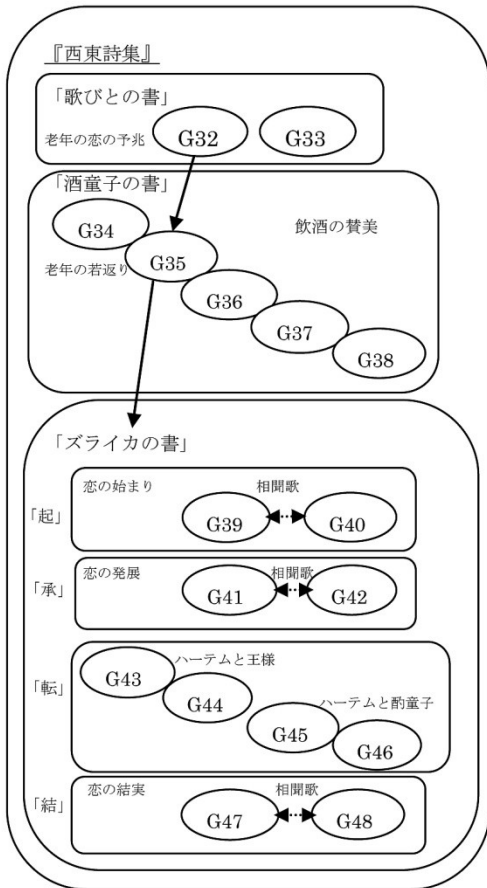 『西東詩集』
「歌びとの書」
老年の恋の予兆
G32
G33
「酒童子の書」
G34
飲酒の賛美
老年の若返り
G35
G36
G37
G38
「ズライカの書」
「起」
恋の始まり
相聞歌
G39
G40
「承」
恋の発展
相聞歌
G41
G42
「転」
ハーテムと王様
G43
G44
ハーテムと酌童子
G45
G46
「結」
恋の結実
相聞歌
G47
G48